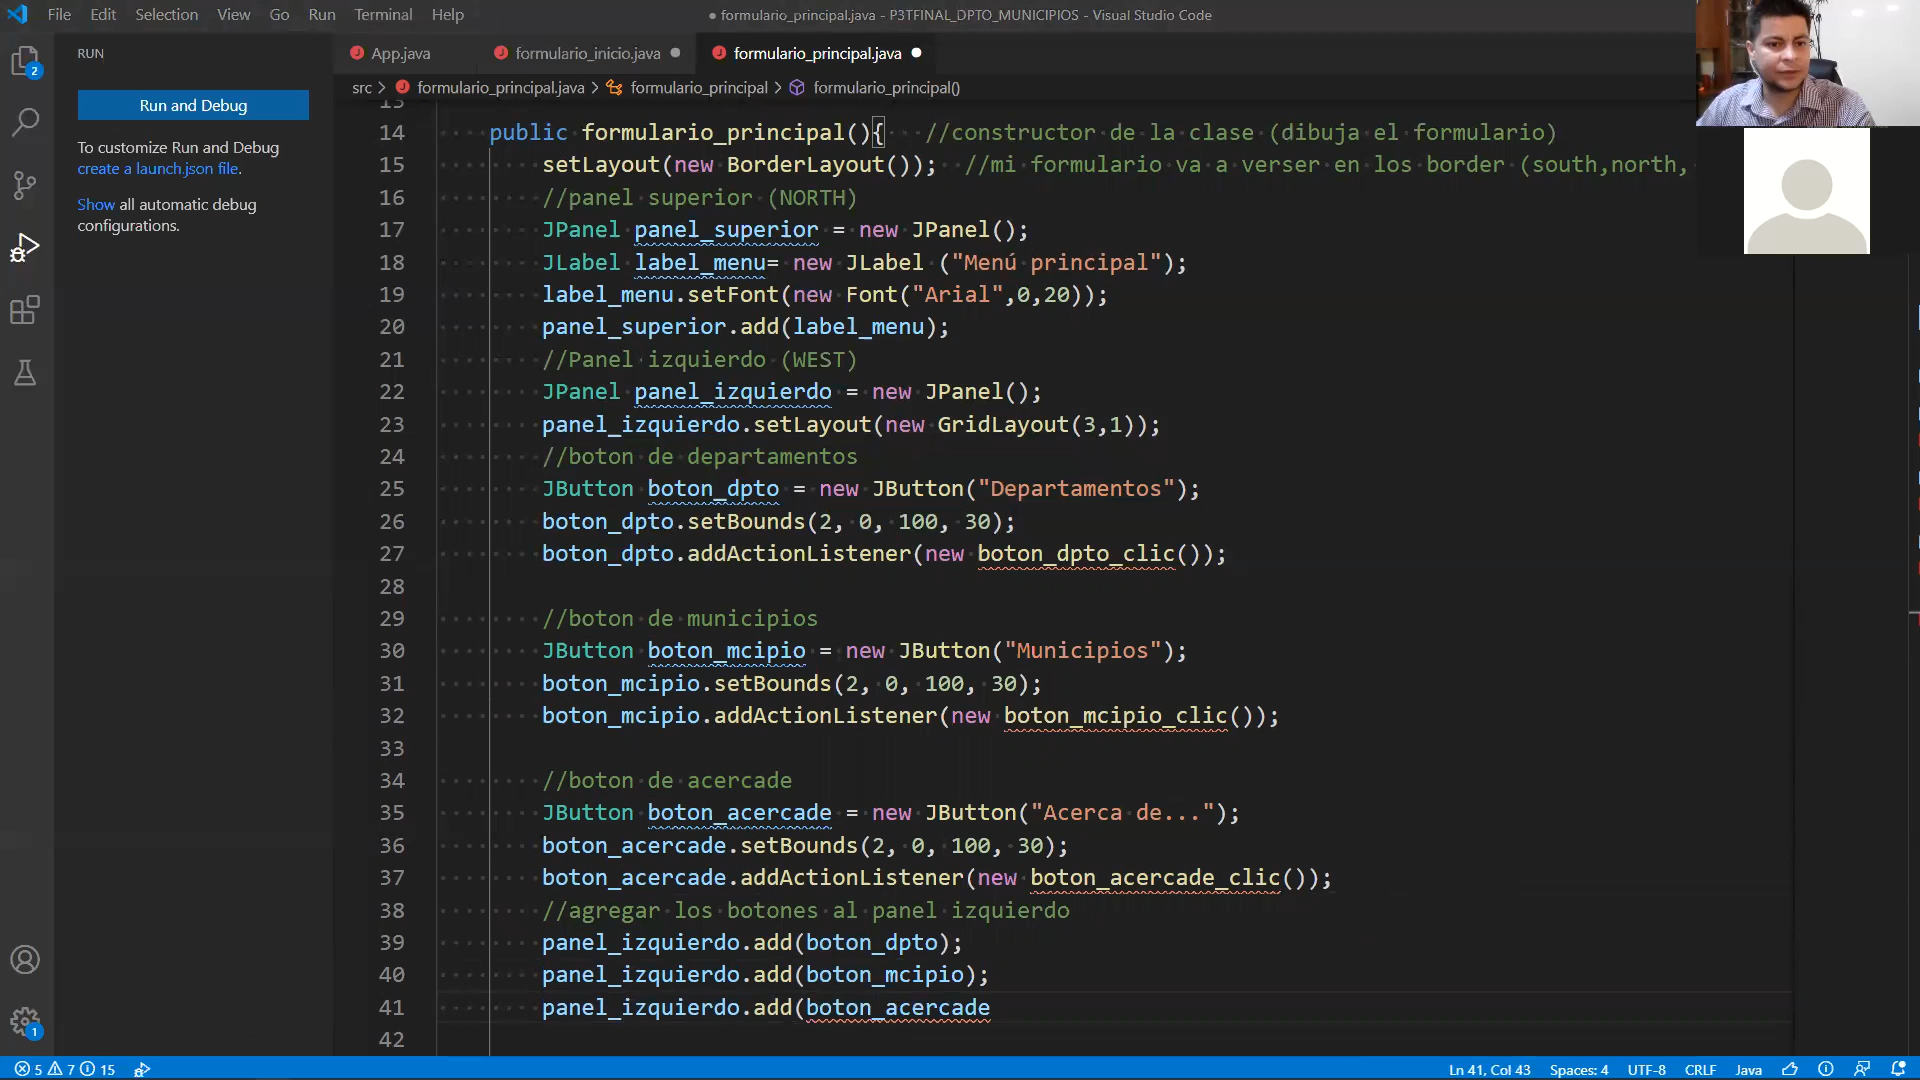 File Edit Selection View Go Run Terminal Help
● formulario_principal.java - P3TFINAL_DPTO_MUNICIPIOS - Visual Studio Code
RUN
Run and Debug
To customize Run and Debug
create a launch.json file.
Show all automatic debug
configurations.
2
1
App.java formulario_inicio.java ● formulario_principal.java ●
src > formulario_principal.java > formulario_principal > formulario_principal()
13
14 public formulario_principal(){ //constructor de la clase (dibuja el formulario)
15 setLayout(new BorderLayout()); //mi formulario va a verser en los border (south,north,
16 //panel superior (NORTH)
17 JPanel panel_superior = new JPanel();
18 JLabel label_menu= new JLabel ("Menú principal");
19 label_menu.setFont(new Font("Arial",0,20));
20 panel_superior.add(label_menu);
21 //Panel izquierdo (WEST)
22 JPanel panel_izquierdo = new JPanel();
23 panel_izquierdo.setLayout(new GridLayout(3,1));
24 //boton de departamentos
25 JButton boton_dpto = new JButton("Departamentos");
26 boton_dpto.setBounds(2, 0, 100, 30);
27 boton_dpto.addActionListener(new boton_dpto_clic());
28
29 //boton de municipios
30 JButton boton_mcipio = new JButton("Municipios");
31 boton_mcipio.setBounds(2, 0, 100, 30);
32 boton_mcipio.addActionListener(new boton_mcipio_clic());
33
34 //boton de acercade
35 JButton boton_acercade = new JButton("Acerca de...");
36 boton_acercade.setBounds(2, 0, 100, 30);
37 boton_acercade.addActionListener(new boton_acercade_clic());
38 //agregar los botones al panel izquierdo
39 panel_izquierdo.add(boton_dpto);
40 panel_izquierdo.add(boton_mcipio);
41 panel_izquierdo.add(boton_acercade
42
5 7 15
Ln 41, Col 43 Spaces: 4 UTF-8 CRLF Java